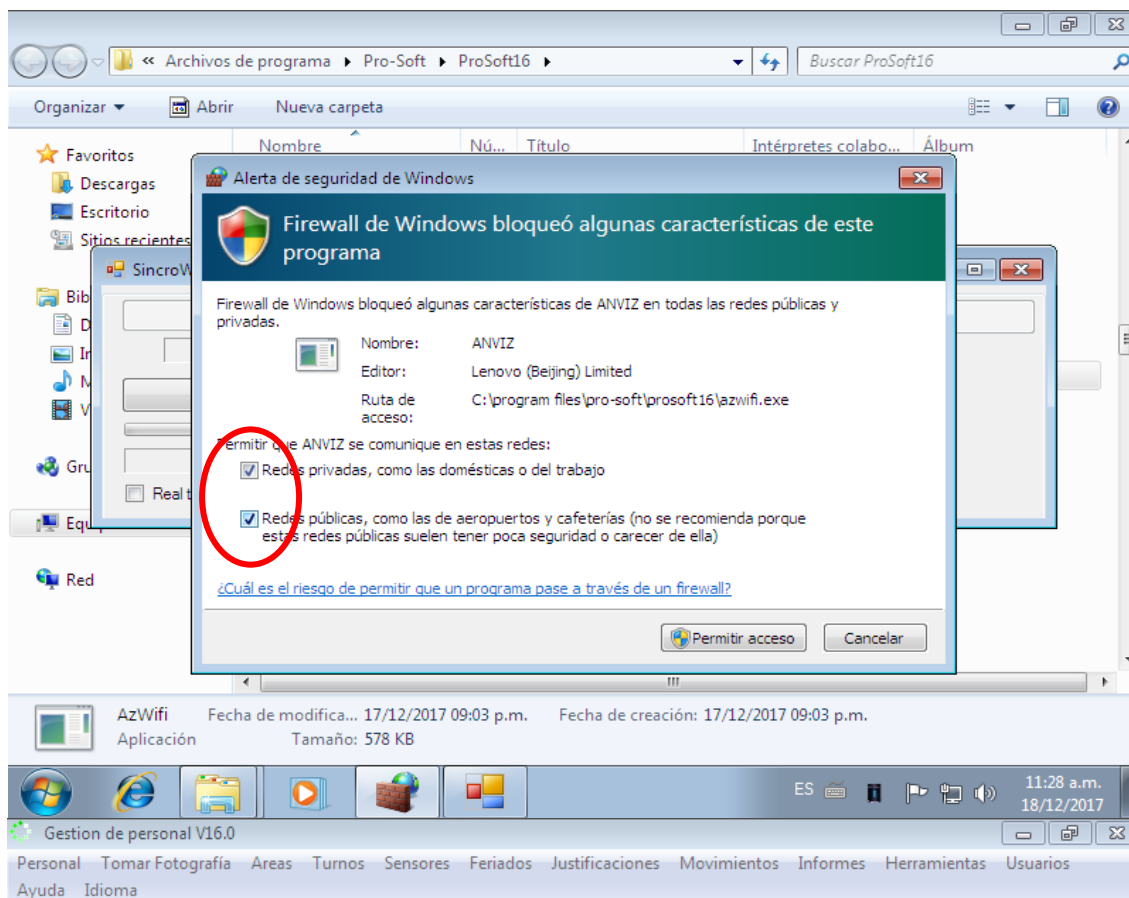 « Archivos de programa ▸ Pro-Soft ▸ ProSoft16 ▸
Buscar ProSoft16
Organizar Abrir Nueva carpeta
Nombre Nú... Título Intérpretes colabo... Álbum
Favoritos
Descargas
Escritorio
Sitios recientes
Bib
Gru
Equ
Red
SincroW
Real t
Alerta de seguridad de Windows
Firewall de Windows bloqueó algunas características de este
programa
Firewall de Windows bloqueó algunas características de ANVIZ en todas las redes públicas y
privadas.
Nombre: ANVIZ
Editor: Lenovo (Beijing) Limited
Ruta de
acceso:
C:\program files\pro-soft\prosoft16\azwifi.exe
Permitir que ANVIZ se comunique en estas redes:
Redes privadas, como las domésticas o del trabajo
Redes públicas, como las de aeropuertos y cafeterías (no se recomienda porque
estas redes públicas suelen tener poca seguridad o carecer de ella)
¿Cuál es el riesgo de permitir que un programa pase a través de un firewall?
Permitir acceso Cancelar
AzWifi Fecha de modifica... 17/12/2017 09:03 p.m. Fecha de creación: 17/12/2017 09:03 p.m.
Aplicación Tamaño: 578 KB
ES
11:28 a.m.
18/12/2017
Gestion de personal V16.0
Personal Tomar Fotografía Areas Turnos Sensores Feriados Justificaciones Movimientos Informes Herramientas Usuarios
Ayuda Idioma